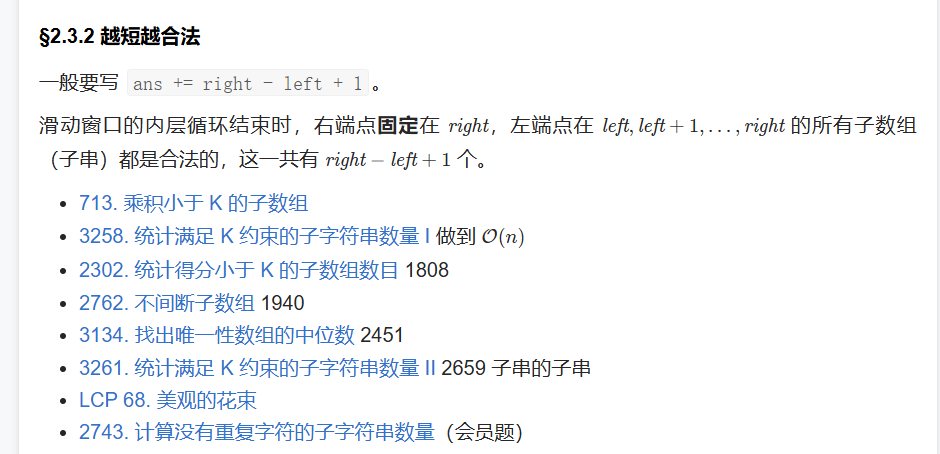 §2.3.2 越短越合法
一般要写 ans += right - left + 1 。
滑动窗口的内层循环结束时，右端点固定在 right，左端点在 left, left + 1, . . . , right 的所有子数组
（子串）都是合法的，这一共有 right − left + 1 个。
• 713. 乘积小于 K 的子数组
• 3258. 统计满足 K 约束的子字符串数量 I 做到 O(n)
• 2302. 统计得分小于 K 的子数组数目 1808
• 2762. 不间断子数组 1940
• 3134. 找出唯一性数组的中位数 2451
• 3261. 统计满足 K 约束的子字符串数量 II 2659 子串的子串
• LCP 68. 美观的花束
• 2743. 计算没有重复字符的子字符串数量（会员题）